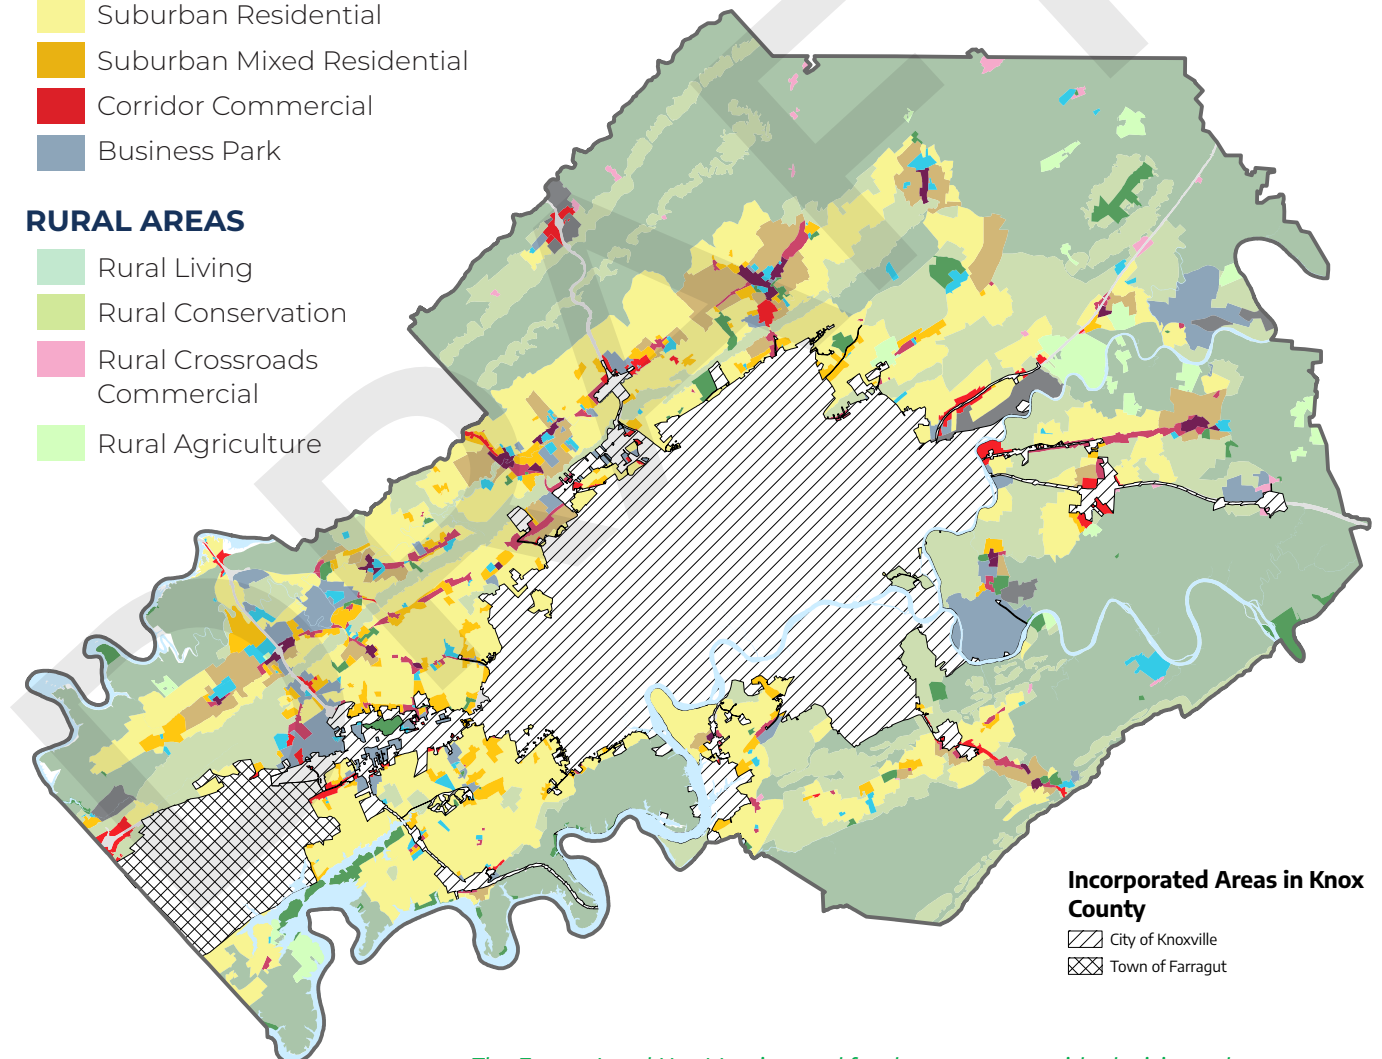 Suburban Residential
Suburban Mixed Residential
Corridor Commercial
Business Park
RURAL AREAS
Rural Living
Rural Conservation
Rural Crossroads
Commercial
Rural Agriculture
DRAFT
Incorporated Areas in Knox
County
City of Knoxville
Town of Farragut